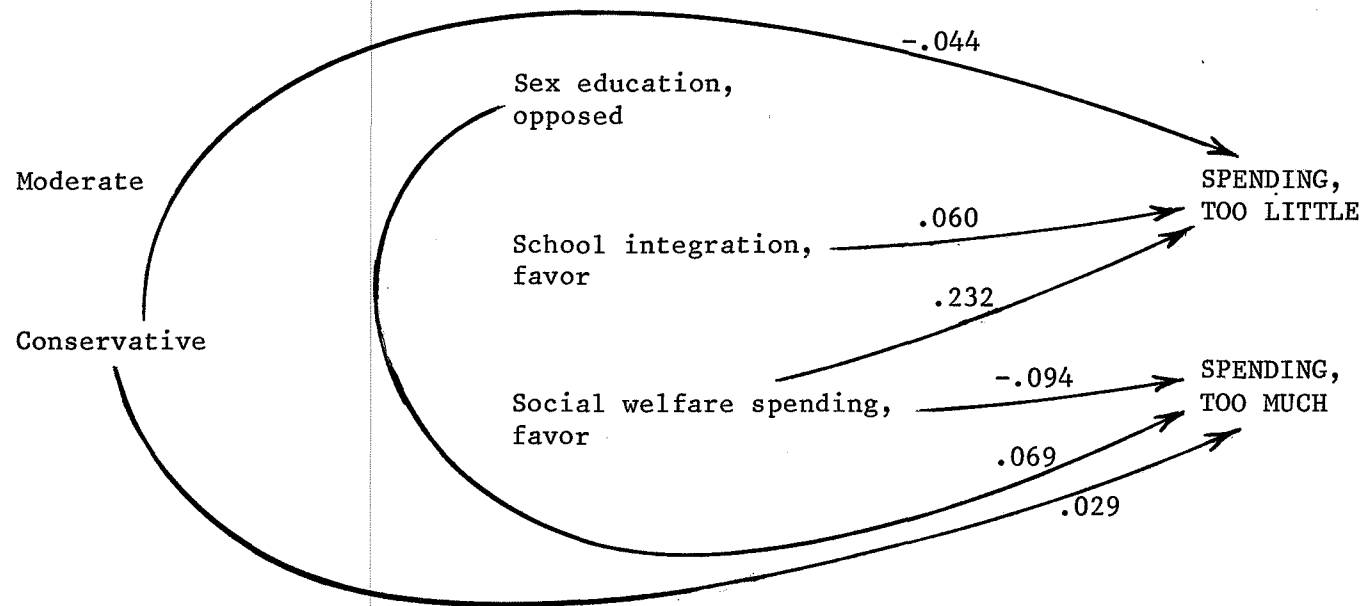 -.044
Sex education,
opposed
Moderate
SPENDING,
TOO LITTLE
.060
School integration,
favor
.232
Conservative
-.094
SPENDING,
TOO MUCH
Social welfare spending,
favor
.069
.029